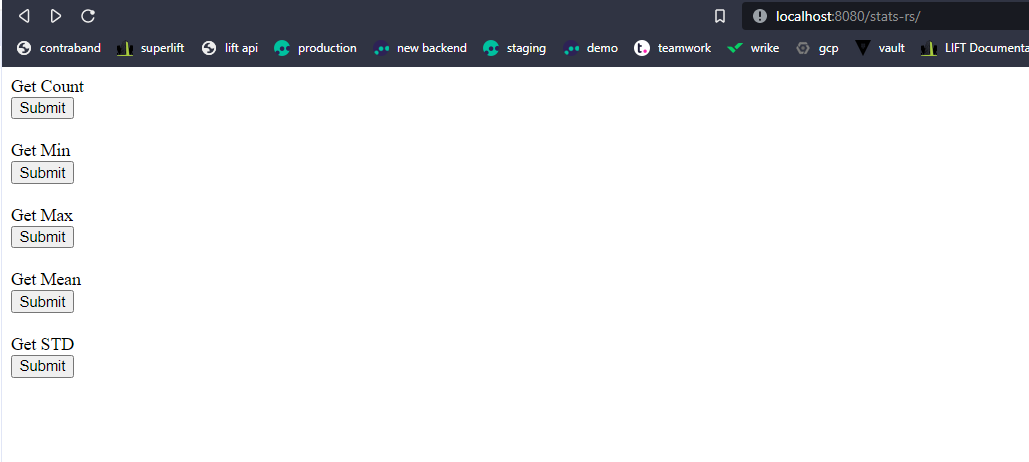 localhost:8080/stats-rs/
contraband superlift lift api production new backend staging demo teamwork wrike gcp vault LIFT Documenta
Get Count
Submit
Get Min
Submit
Get Max
Submit
Get Mean
Submit
Get STD
Submit